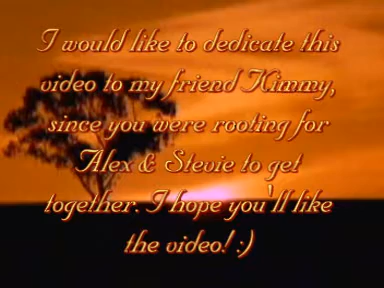 I would like to dedicate this
video to my friend Kimmy,
since you were rooting for
Alex & Stevie to get
together. I hope you'll like
the video! :)